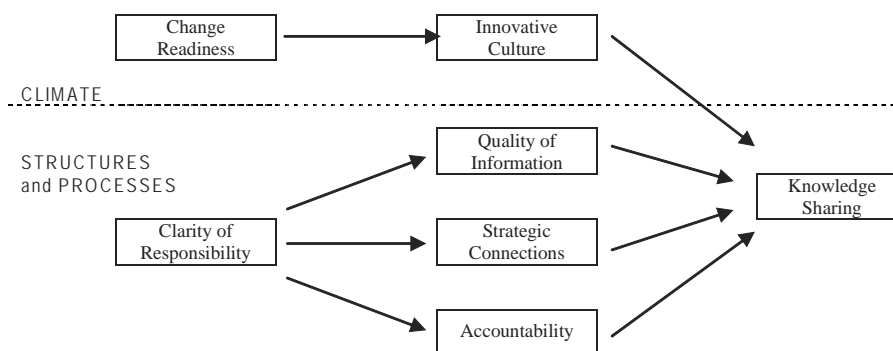 Change
Readiness
Innovative
Culture
CLIMATE
Quality of
Information
STRUCTURES
and PROCESSES
Knowledge
Sharing
Clarity of
Responsibility
Strategic
Connections
Accountability